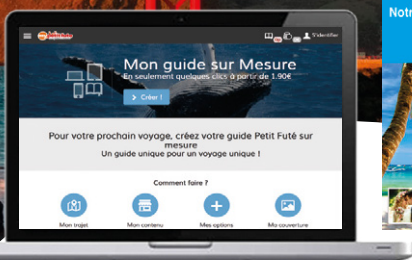 Notr
S'identifier
Mon guide sur Mesure
En seulement quelques clics à partir de 1.90€
> Créer !
Pour votre prochain voyage, créez votre guide Petit Futé sur
mesure
Un guide unique pour un voyage unique !
Comment faire ?
Mon trajet
Mon contenu
Mes options
Ma couverture